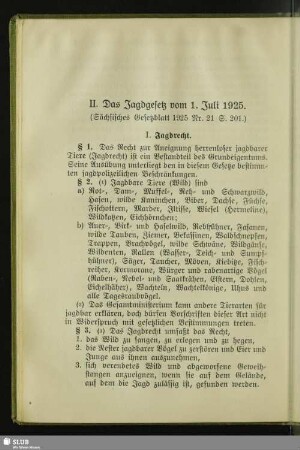 II. Das Jagdgesetz vom 1. Juli 1925.
(Sächsisches Gesetzblatt 1925 Nr. 21 S. 201.)
I. Jagdrecht.
§ 1. Das Recht zur Aneignung herrenloser jagdbarer
Tiere (Jagdrecht) ist ein Bestandteil des Grundeigentums.
Seine Ausübung unterliegt den in diesem Gesetze bestimm-
ten jagdpolizeilichen Beschränkungen.
§ 2. (1) Jagdbare Tiere (Wild) sind
a) Rot-, Dam-, Muffel-, Reh- und Schwarzwild,
Hasen, wilde Kaninchen, Biber, Dachse, Füchse,
Fischottern, Marder, Iltisse, Wiesel (Hermeline),
Wildkatzen, Eichhörnchen;
b) Auer-, Birk- und Haselwild, Rebhühner, Fasanen,
wilde Tauben, Ziemer, Bekassinen, Waldschnepfen,
Trappen, Brachvögel, wilde Schwäne, Wildgänse,
Wildenten, Rallen (Wasser-, Teich- und Sumpf-
hühner), Säger, Taucher, Möven, Kiebitze, Fisch-
reiher, Kormorane, Würger und rabenartige Vögel
(Raben-, Nebel- und Saatkrähen, Elstern, Dohlen,
Eichelhäher), Wachteln, Wachtelkönige, Uhus und
alle Tagesraubvögel.
(2) Das Gesamtministerium kann andere Tierarten für
jagdbar erklären, doch dürfen Vorschriften dieser Art nicht
in Widerspruch mit gesetzlichen Bestimmungen treten.
§ 3. (1) Das Jagdrecht umfaßt das Recht,
1. das Wild zu fangen, zu erlegen und zu hegen,
2. die Nester jagdbarer Vögel zu zerstören und Eier und
Junge aus ihnen auszunehmen,
3. sich verendetes Wild und abgeworfene Geweih-
stangen anzueignen, wenn sie auf dem Gelände,
auf dem die Jagd zulässig ist, gefunden werden.
SLUB